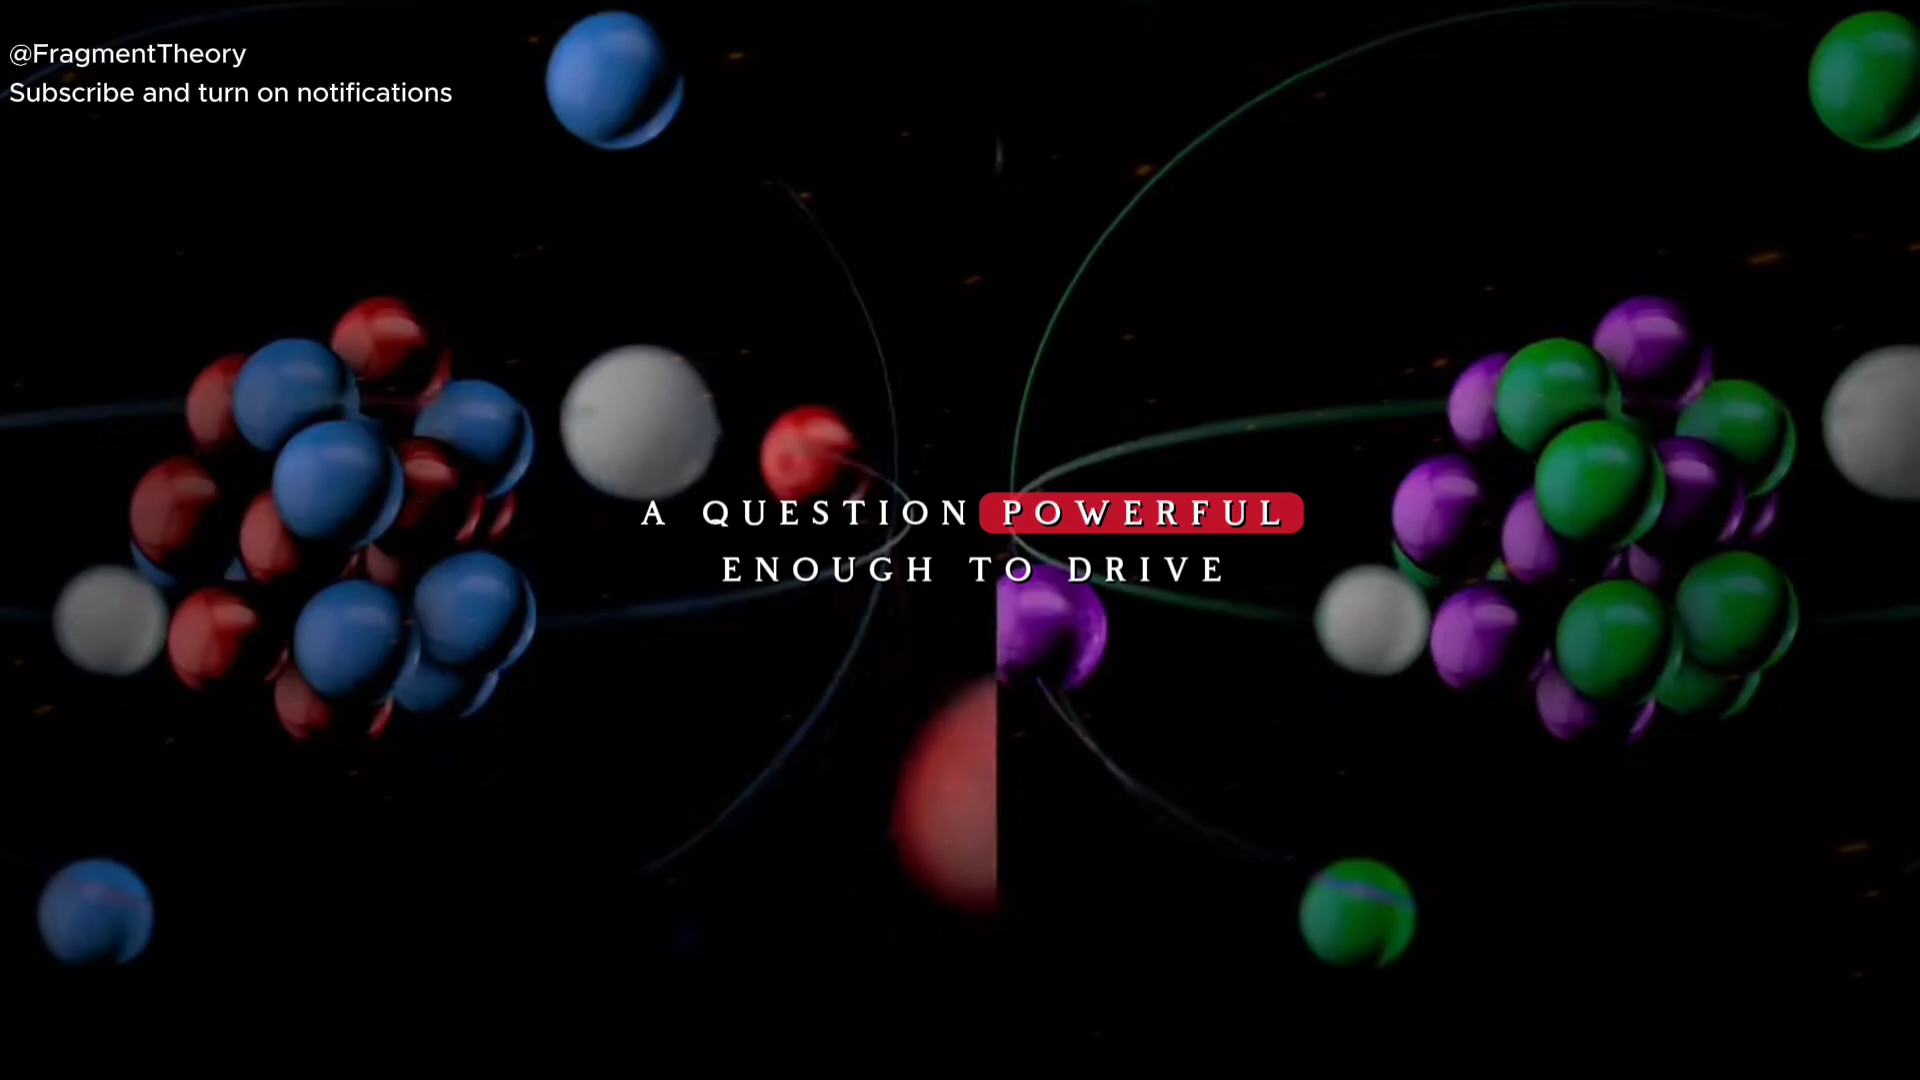 @FragmentTheory
Subscribe and turn on notifications
A QUESTION POWERFUL
ENOUGH TO DRIVE